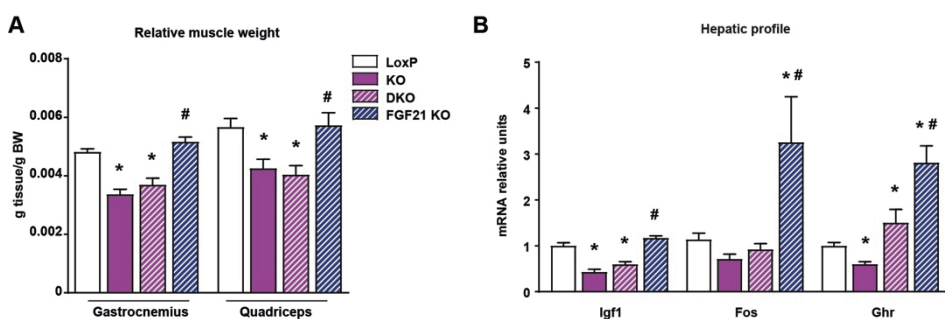 A
Relative muscle weight
0.008
0.006
0.004
0.002
0
g tissue/g BW
LoxP
KO
DKO
FGF21 KO
* * #
* * #
Gastrocnemius Quadriceps
B
Hepatic profile
5
4
3
2
1
0
mRNA relative units
* * #
* #
* * * #
Igf1 Fos Ghr